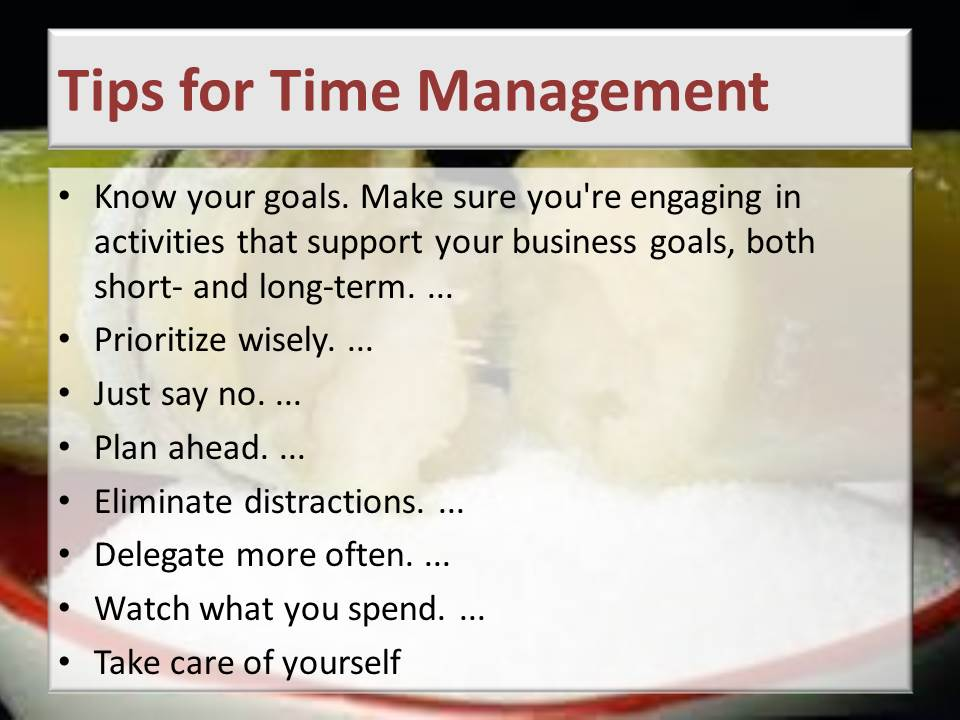 Tips for Time Management
• Know your goals. Make sure you're engaging in
activities that support your business goals, both
short- and long-term. ...
• Prioritize wisely. ...
• Just say no. ...
• Plan ahead. ...
• Eliminate distractions. ...
• Delegate more often. ...
• Watch what you spend. ...
• Take care of yourself